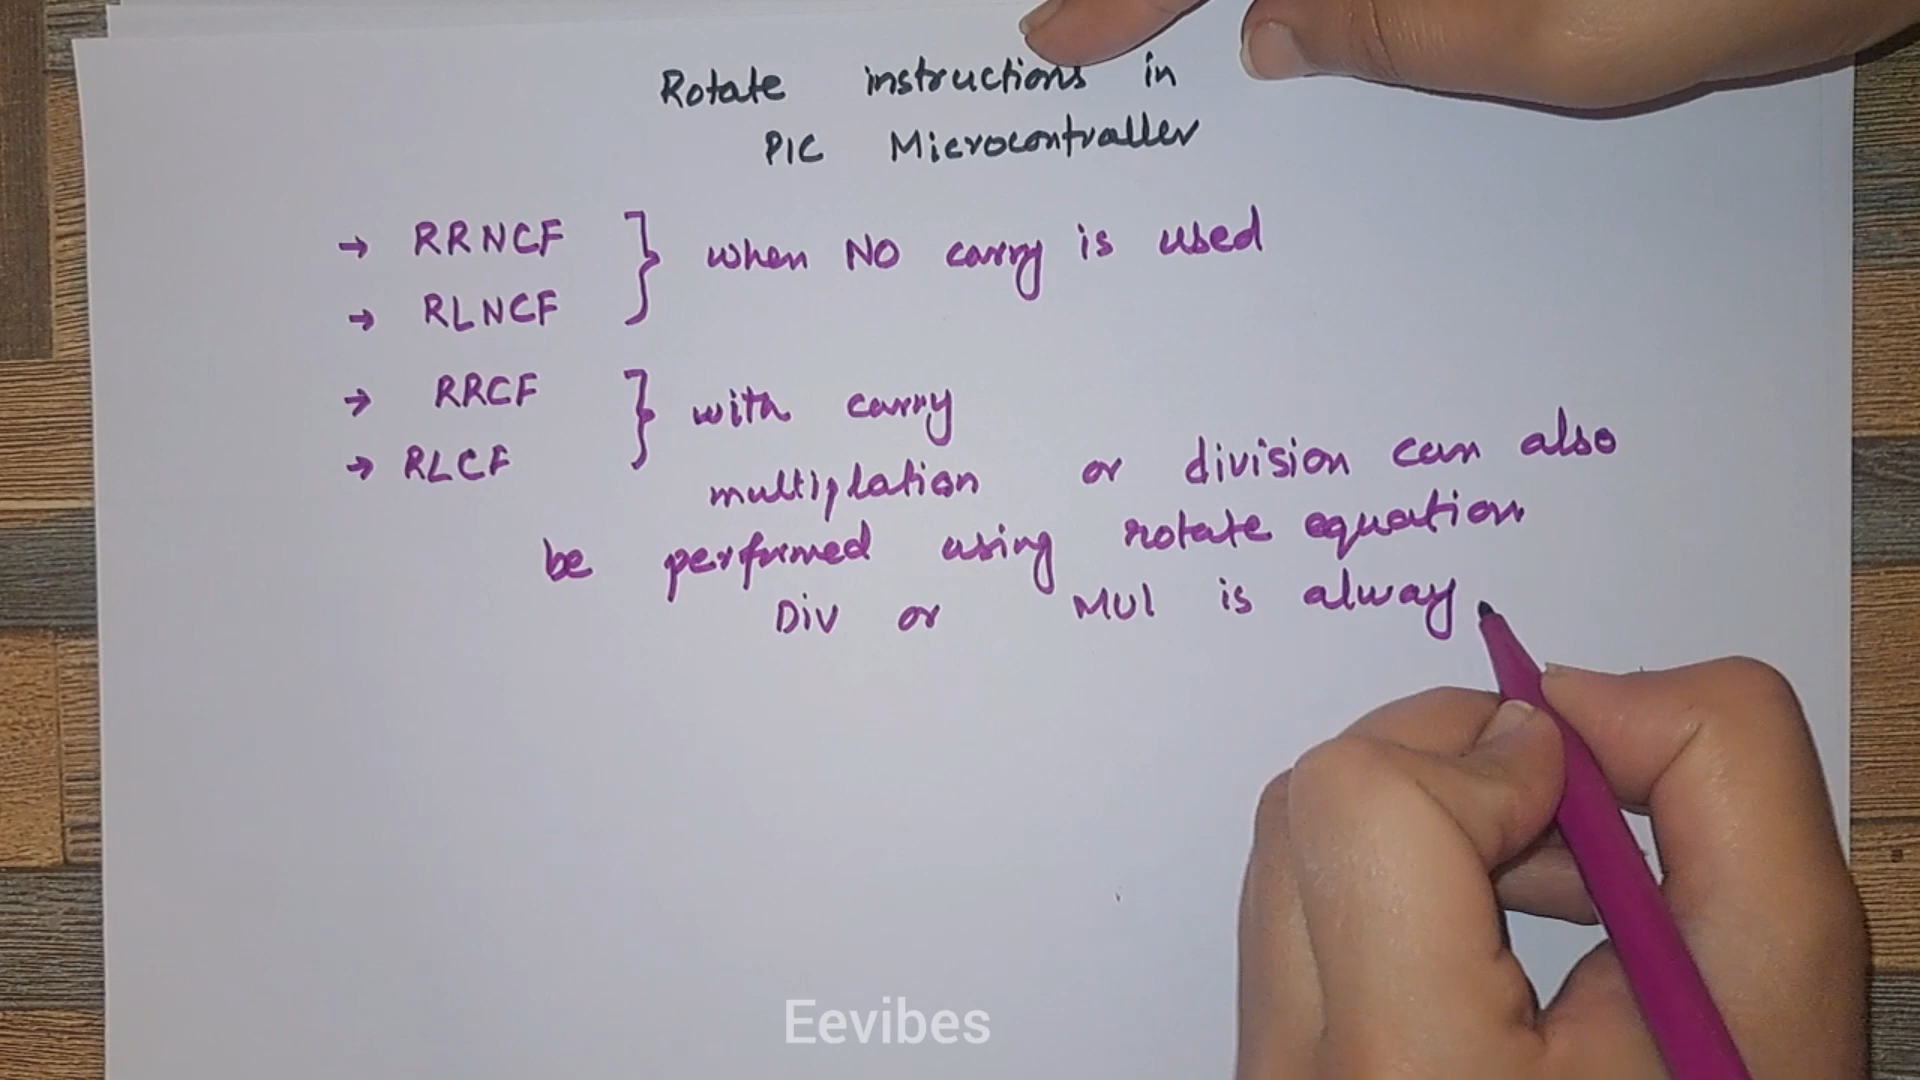 Rotate instructions in
PIC Microcontroller
→ RRNCF } when NO carry is used
→ RLNCF
→ RRCF } with carry
→ RLCF
multiplation or division can also
be performed using rotate equation
Div or MUl is alway
Eevibes